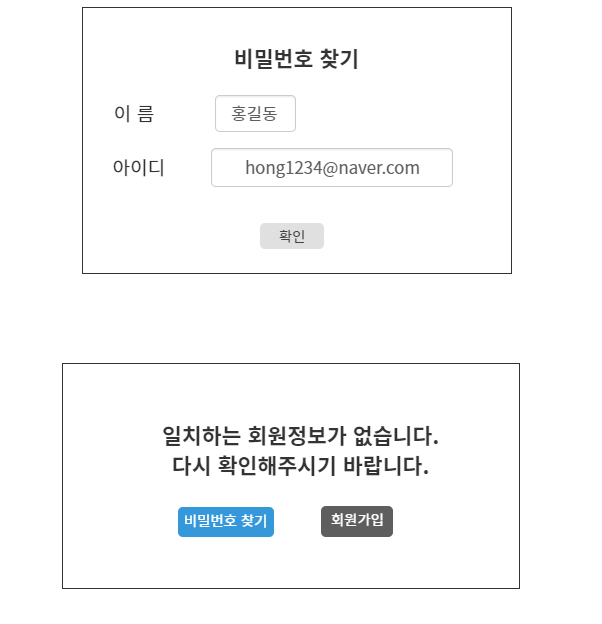 비밀번호 찾기
이 름 홍길동
아이디 hong1234@naver.com
확인
일치하는 회원정보가 없습니다.
다시 확인해주시기 바랍니다.
비밀번호 찾기 회원가입